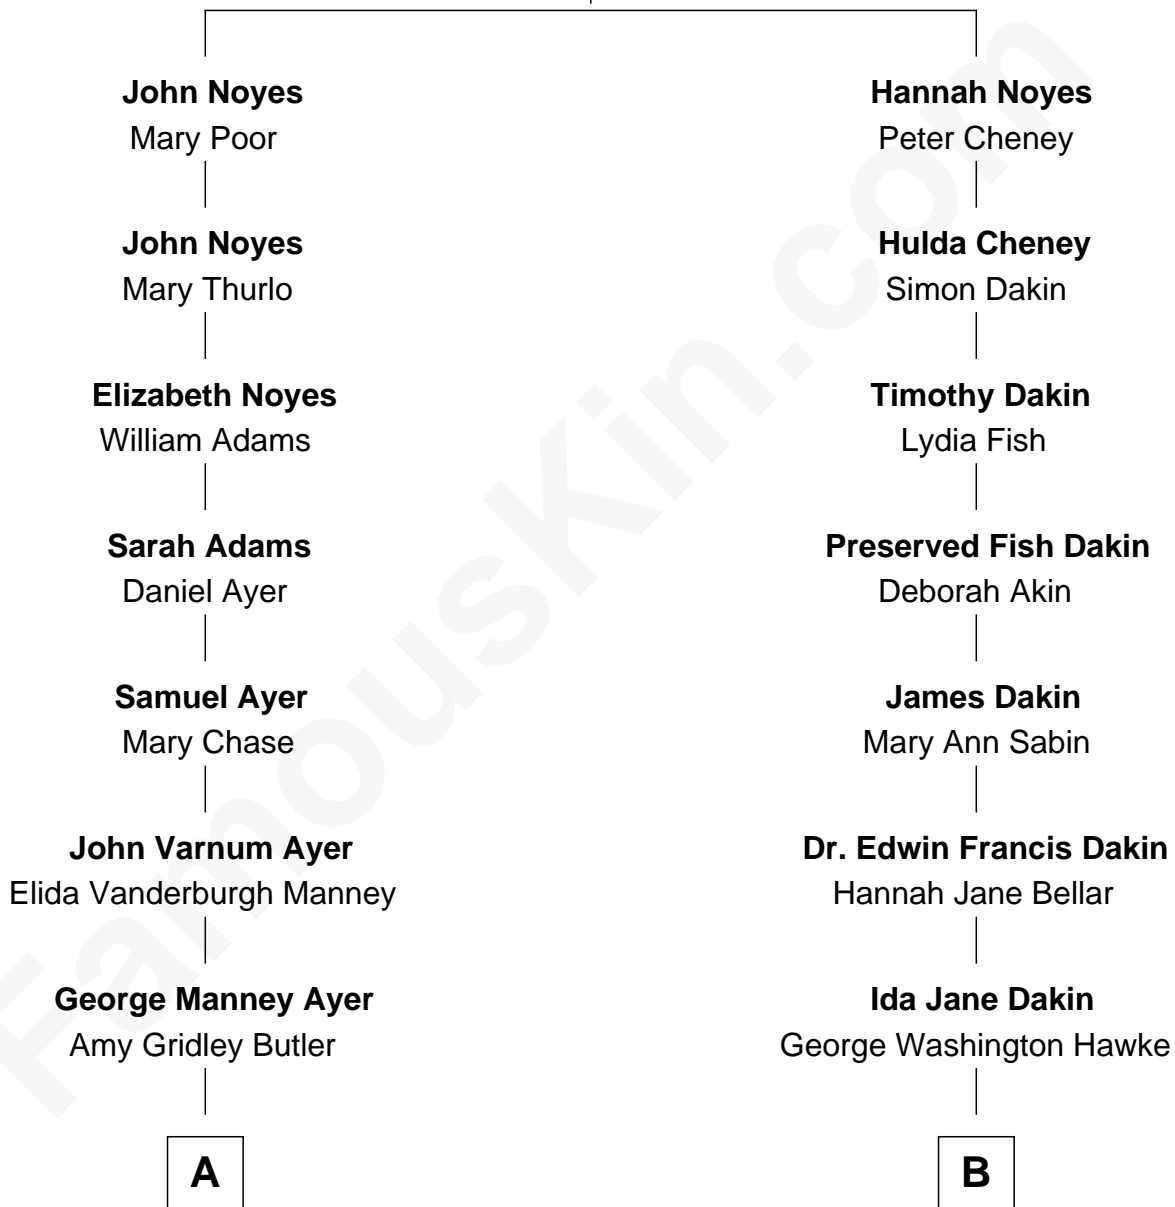 John Noyes
Mary Poor
Hannah Noyes
Peter Cheney
John Noyes
Mary Thurlo
Hulda Cheney
Simon Dakin
Elizabeth Noyes
William Adams
Timothy Dakin
Lydia Fish
Sarah Adams
Daniel Ayer
Preserved Fish Dakin
Deborah Akin
Samuel Ayer
Mary Chase
James Dakin
Mary Ann Sabin
John Varnum Ayer
Elida Vanderburgh Manney
Dr. Edwin Francis Dakin
Hannah Jane Bellar
George Manney Ayer
Amy Gridley Butler
Ida Jane Dakin
George Washington Hawke
A
B
FamousKin.com